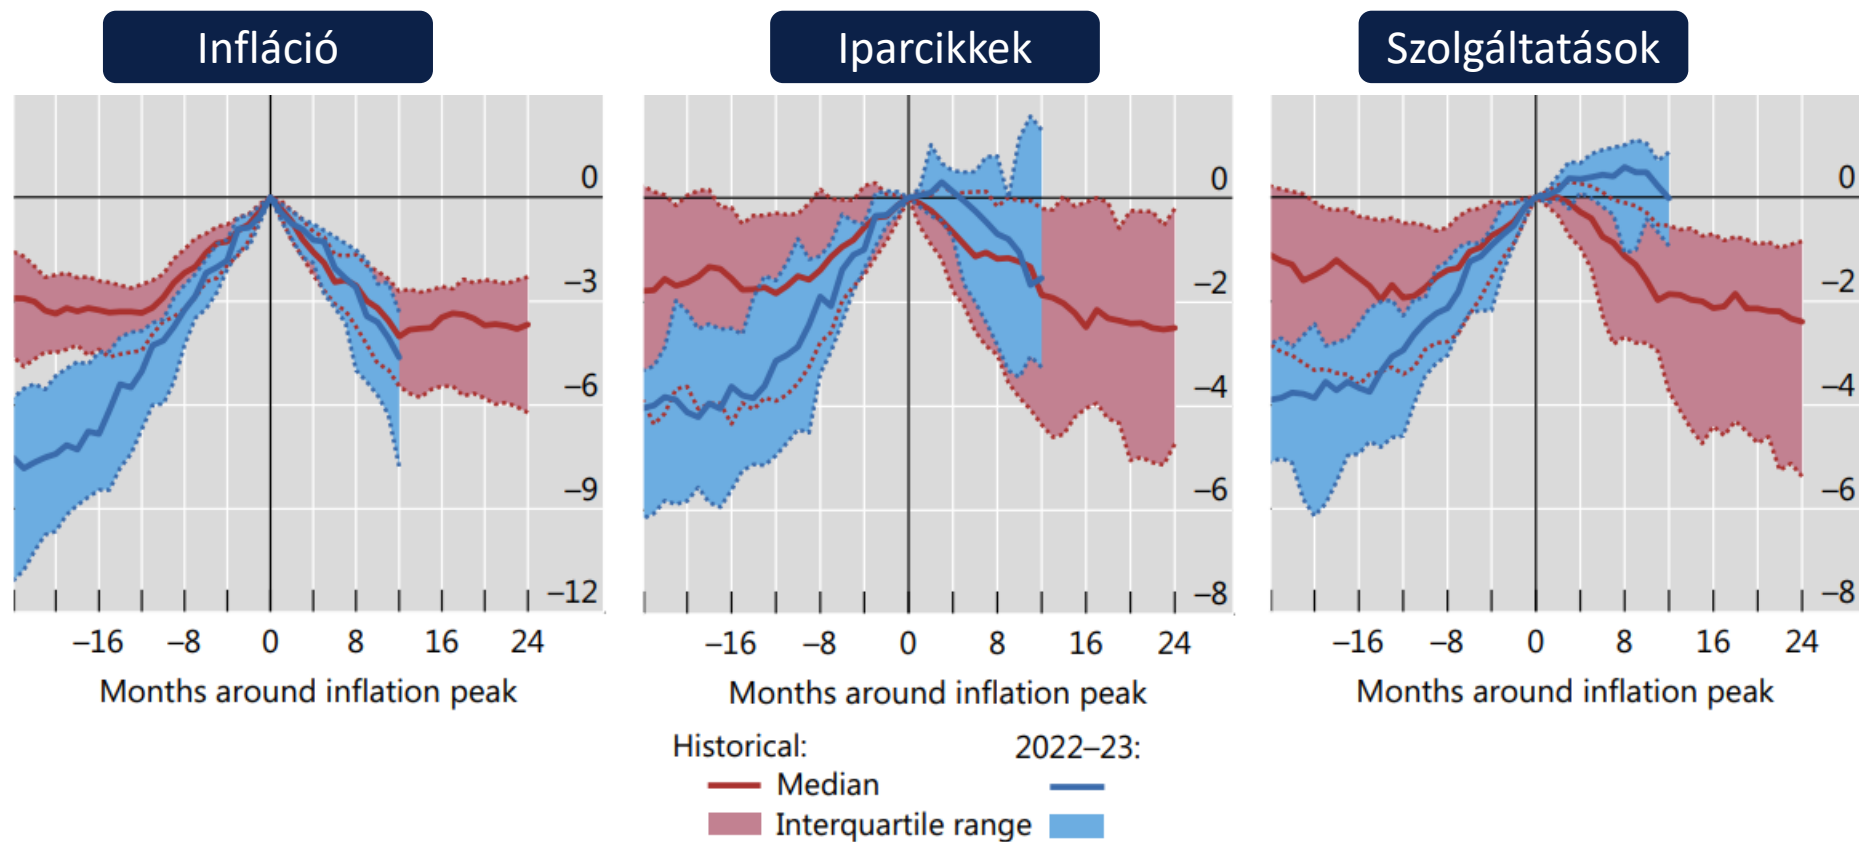 Infláció
Iparcikkek
Szolgáltatások
0
–3
–6
–9
–12
–16 –8 0 8 16 24
Months around inflation peak
0
–2
–4
–6
–8
–16 –8 0 8 16 24
Months around inflation peak
0
–2
–4
–6
–8
–16 –8 0 8 16 24
Months around inflation peak
Historical: 2022–23:
Median
Interquartile range